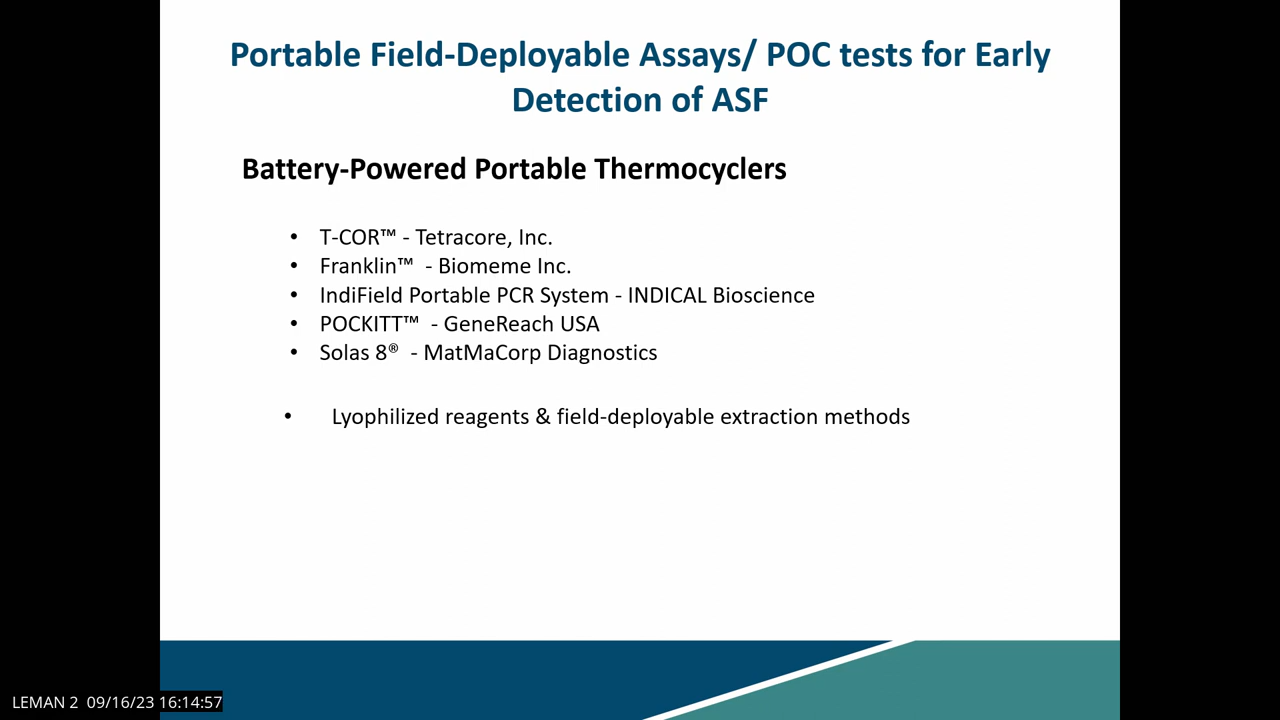 Portable Field-Deployable Assays/ POC tests for Early
Detection of ASF
Battery-Powered Portable Thermocyclers
• T-COR™ - Tetracore, Inc.
• Franklin™ - Biomeme Inc.
• IndiField Portable PCR System - INDICAL Bioscience
• POCKITT™ - GeneReach USA
• Solas 8® - MatMaCorp Diagnostics
• Lyophilized reagents & field-deployable extraction methods
LEMAN 2 09/16/23 16:14:57